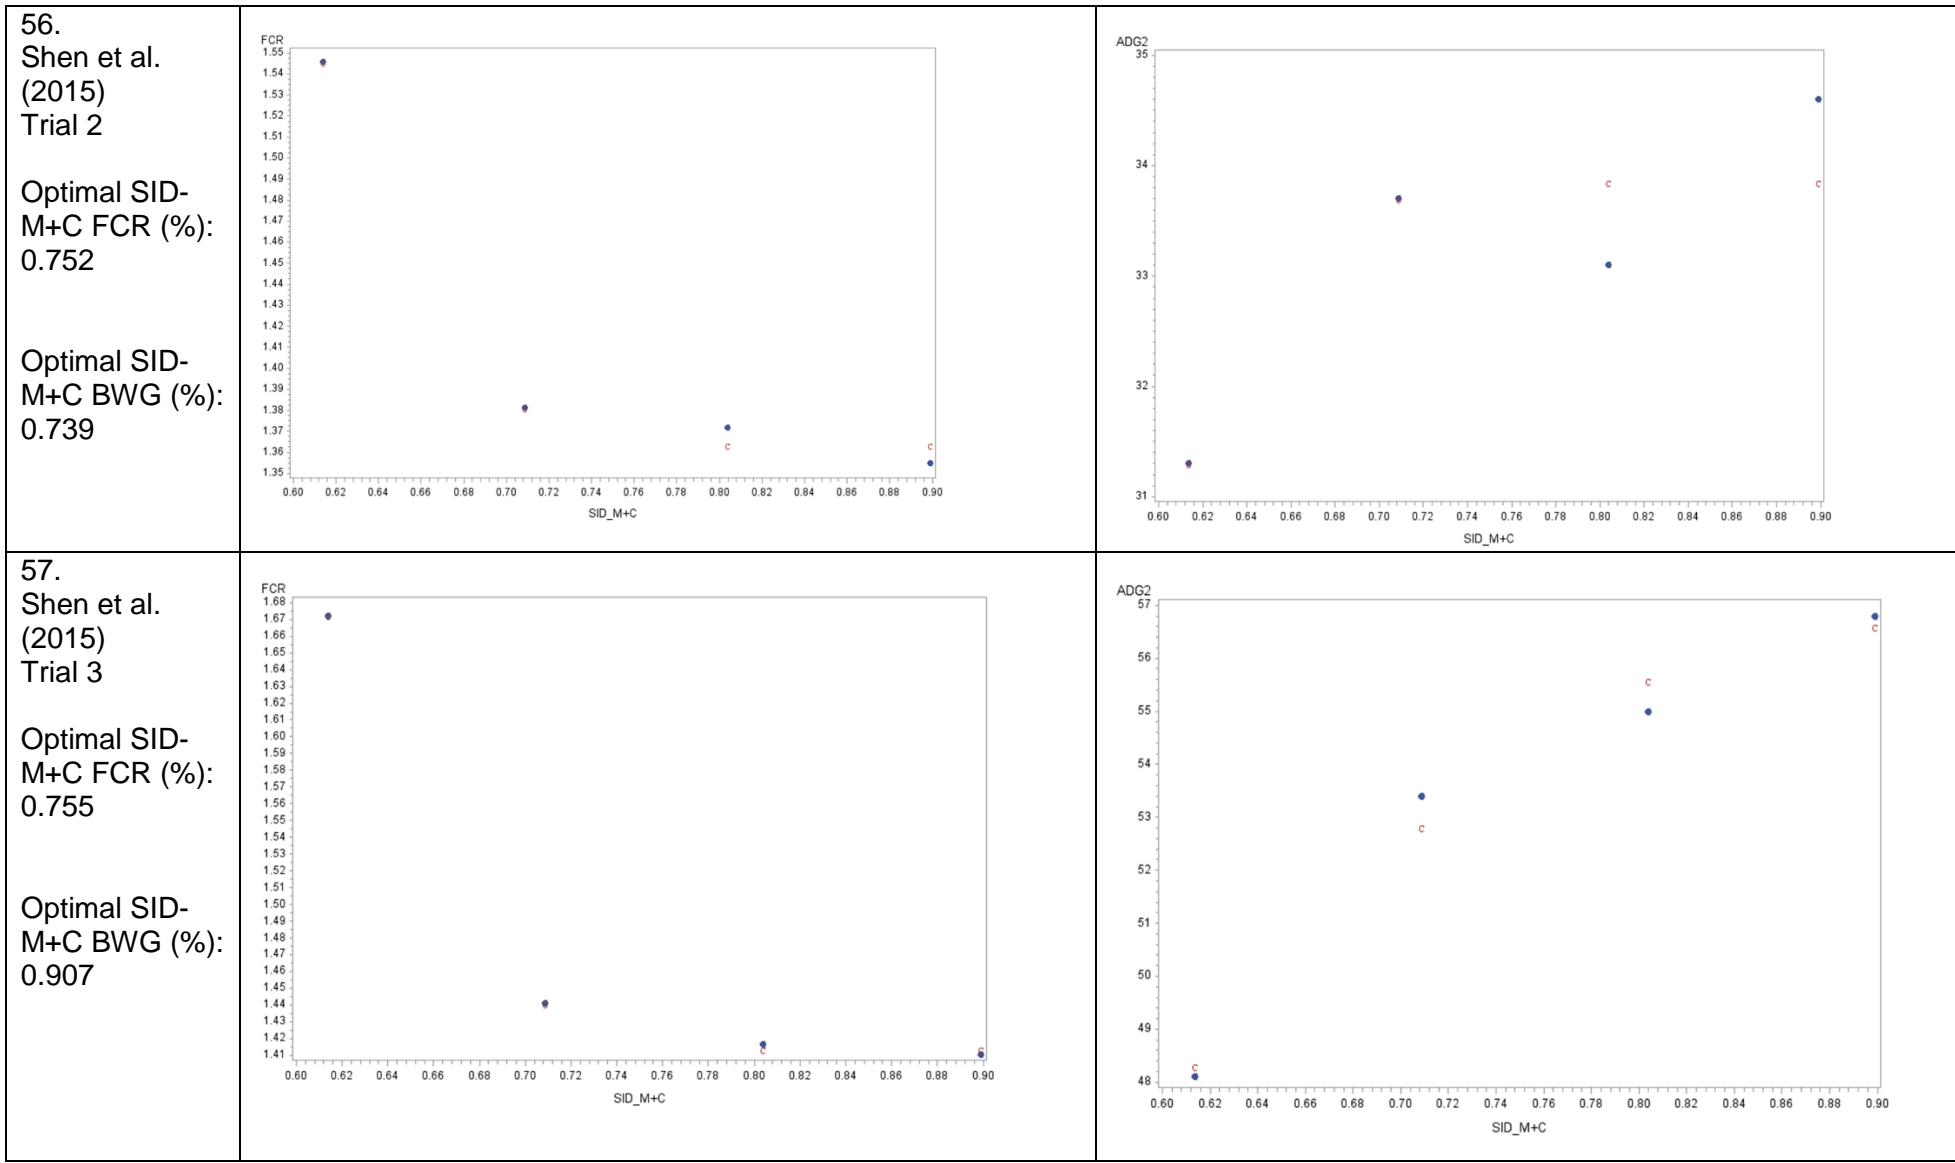 56.
Shen et al.
(2015)
Trial 2
Optimal SID-
M+C FCR (%):
0.752
Optimal SID-
M+C BWG (%):
0.739
FCR
1.55
1.54
1.53
1.52
1.51
1.50
1.49
1.48
1.47
1.46
1.45
1.44
1.43
1.42
1.41
1.40
1.39
1.38
1.37
1.36
1.35
C
C
0.60 0.62 0.64 0.66 0.68 0.70 0.72 0.74 0.76 0.78 0.80 0.82 0.84 0.86 0.88 0.90
SID_M+C
ADG2
35
34
33
32
31
C
C
0.60 0.62 0.64 0.66 0.68 0.70 0.72 0.74 0.76 0.78 0.80 0.82 0.84 0.86 0.88 0.90
SID_M+C
57.
Shen et al.
(2015)
Trial 3
Optimal SID-
M+C FCR (%):
0.755
Optimal SID-
M+C BWG (%):
0.907
FCR
1.68
1.67
1.66
1.65
1.64
1.63
1.62
1.61
1.60
1.59
1.58
1.57
1.56
1.55
1.54
1.53
1.52
1.51
1.50
1.49
1.48
1.47
1.46
1.45
1.44
1.43
1.42
1.41
C
C
0.60 0.62 0.64 0.66 0.68 0.70 0.72 0.74 0.76 0.78 0.80 0.82 0.84 0.86 0.88 0.90
SID_M+C
ADG2
57
56
55
54
53
52
51
50
49
48
C
C
C
C
0.60 0.62 0.64 0.66 0.68 0.70 0.72 0.74 0.76 0.78 0.80 0.82 0.84 0.86 0.88 0.90
SID_M+C